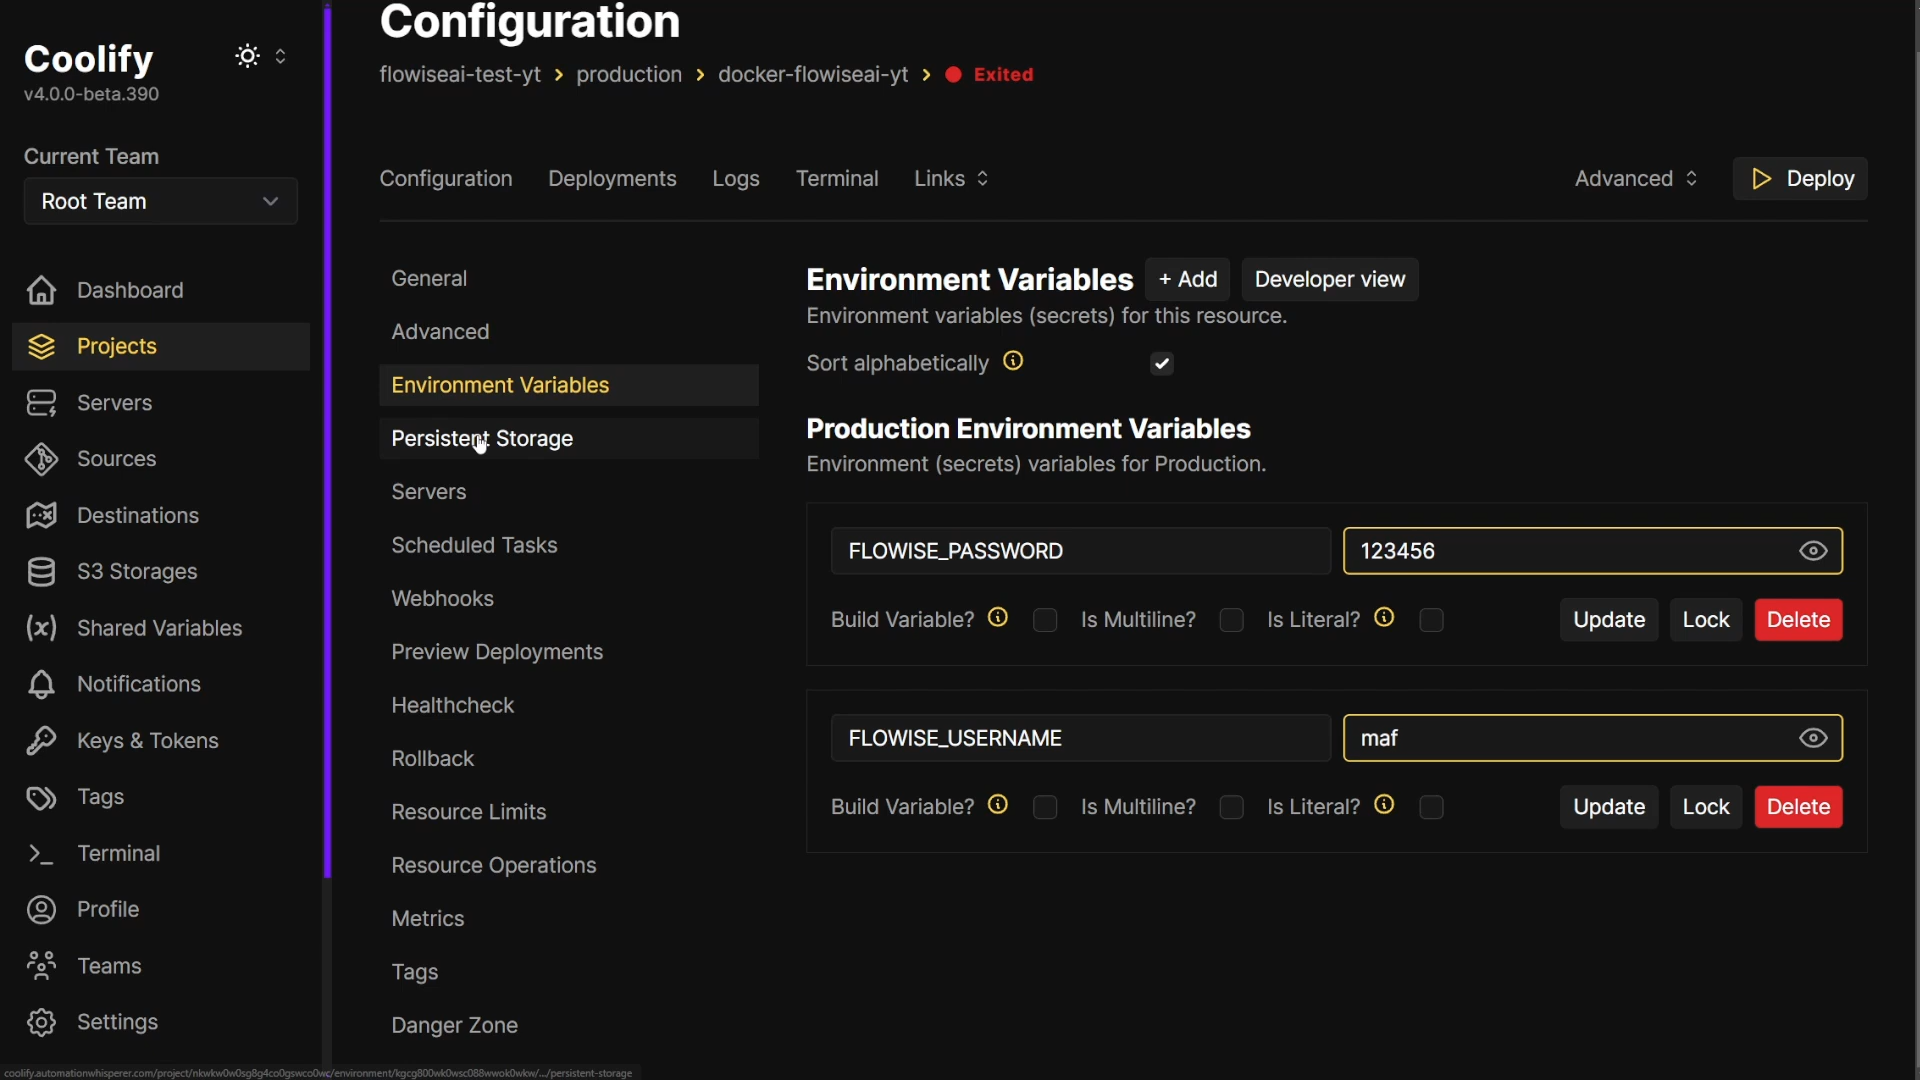 Coolify
v4.0.0-beta.390
Current Team
Root Team
Dashboard
Projects
Servers
Sources
Destinations
S3 Storages
Shared Variables
Notifications
Keys & Tokens
Tags
Terminal
Profile
Teams
Settings
Configuration
flowiseai-test-yt > production > docker-flowiseai-yt > Exited
Configuration Deployments Logs Terminal Links
Advanced Deploy
General
Advanced
Environment Variables
Persistent Storage
Servers
Scheduled Tasks
Webhooks
Preview Deployments
Healthcheck
Rollback
Resource Limits
Resource Operations
Metrics
Tags
Danger Zone
Environment Variables + Add Developer view
Environment variables (secrets) for this resource.
Sort alphabetically
Production Environment Variables
Environment (secrets) variables for Production.
FLOWISE_PASSWORD 123456
Build Variable? Is Multiline? Is Literal? Update Lock Delete
FLOWISE_USERNAME maf
Build Variable? Is Multiline? Is Literal? Update Lock Delete